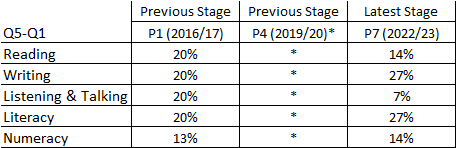 Previous Stage Previous Stage Latest Stage
Q5-Q1 P1 (2016/17) P4 (2019/20)* P7 (2022/23)
Reading 20% * 14%
Writing 20% * 27%
Listening & Talking 20% * 7%
Literacy 20% * 27%
Numeracy 13% * 14%